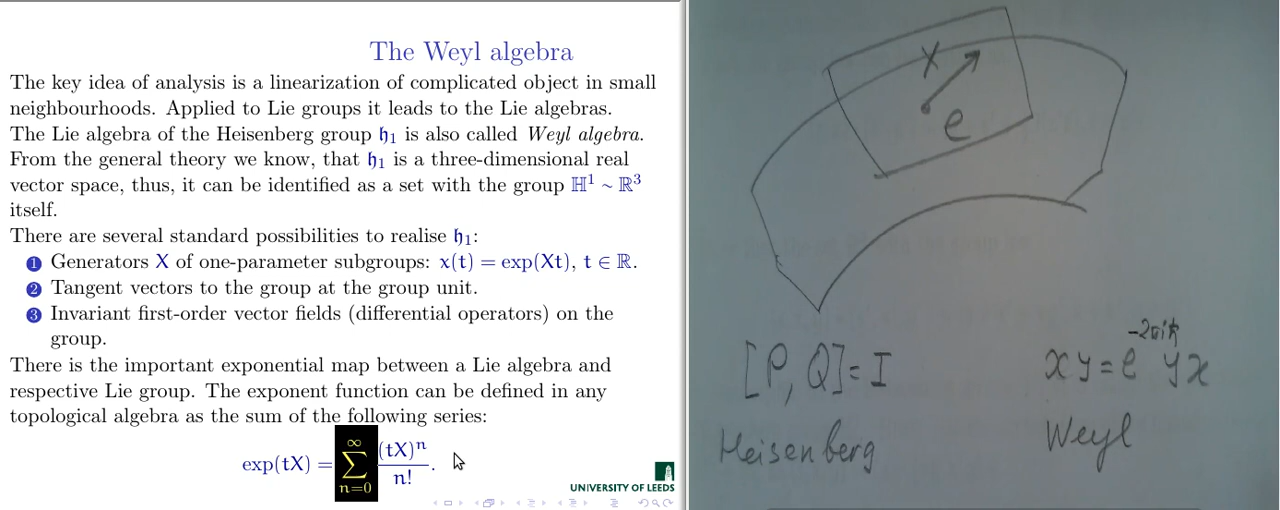 The Weyl algebra
The key idea of analysis is a linearization of complicated object in small
neighbourhoods. Applied to Lie groups it leads to the Lie algebras.
The Lie algebra of the Heisenberg group 𝔥₁ is also called Weyl algebra.
From the general theory we know, that 𝔥₁ is a three-dimensional real
vector space, thus, it can be identified as a set with the group ℍ¹ ~ ℝ³
itself.
There are several standard possibilities to realise 𝔥₁:
1 Generators X of one-parameter subgroups: x(t) = exp(Xt), t ∈ ℝ.
2 Tangent vectors to the group at the group unit.
3 Invariant first-order vector fields (differential operators) on the
group.
There is the important exponential map between a Lie algebra and
respective Lie group. The exponent function can be defined in any
topological algebra as the sum of the following series:
exp(tX) = ∑_{n=0}^{∞} (tX)ⁿ / n! .
UNIVERSITY OF LEEDS
X
e
[P, Q] = I
xy = e^{-2πiħ} yx
Heisenberg
Weyl